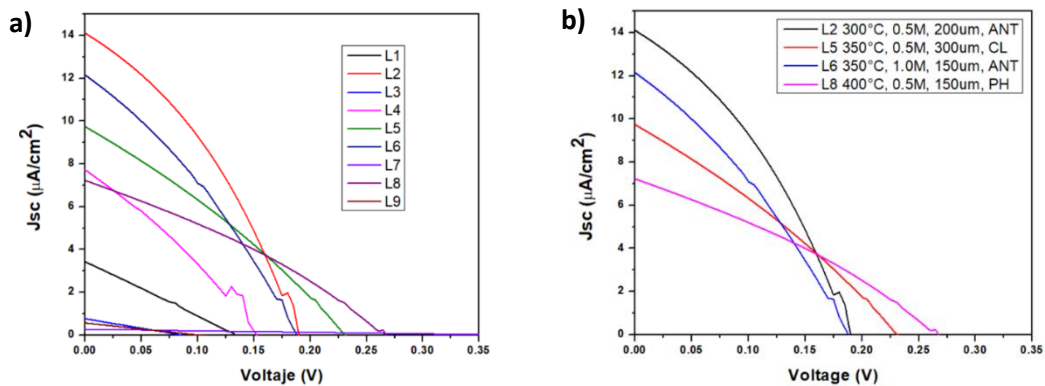 a)
14
12
10
8
6
4
2
0
Jsc (µA/cm²)
0.00 0.05 0.10 0.15 0.20 0.25 0.30 0.35
Voltaje (V)
L1
L2
L3
L4
L5
L6
L7
L8
L9
b)
14
12
10
8
6
4
2
0
Jsc (µA/cm²)
0.00 0.05 0.10 0.15 0.20 0.25 0.30 0.35
Voltage (V)
L2 300°C, 0.5M, 200um, ANT
L5 350°C, 0.5M, 300um, CL
L6 350°C, 1.0M, 150um, ANT
L8 400°C, 0.5M, 150um, PH